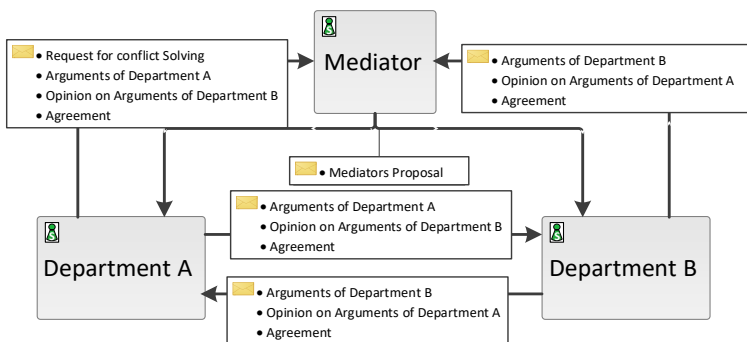 • Request for conflict Solving
• Arguments of Department A
• Opinion on Arguments of Department B
• Agreement
Mediator
• Arguments of Department B
• Opinion on Arguments of Department A
• Agreement
• Mediators Proposal
• Arguments of Department A
• Opinion on Arguments of Department B
• Agreement
Department A
Department B
• Arguments of Department B
• Opinion on Arguments of Department A
• Agreement